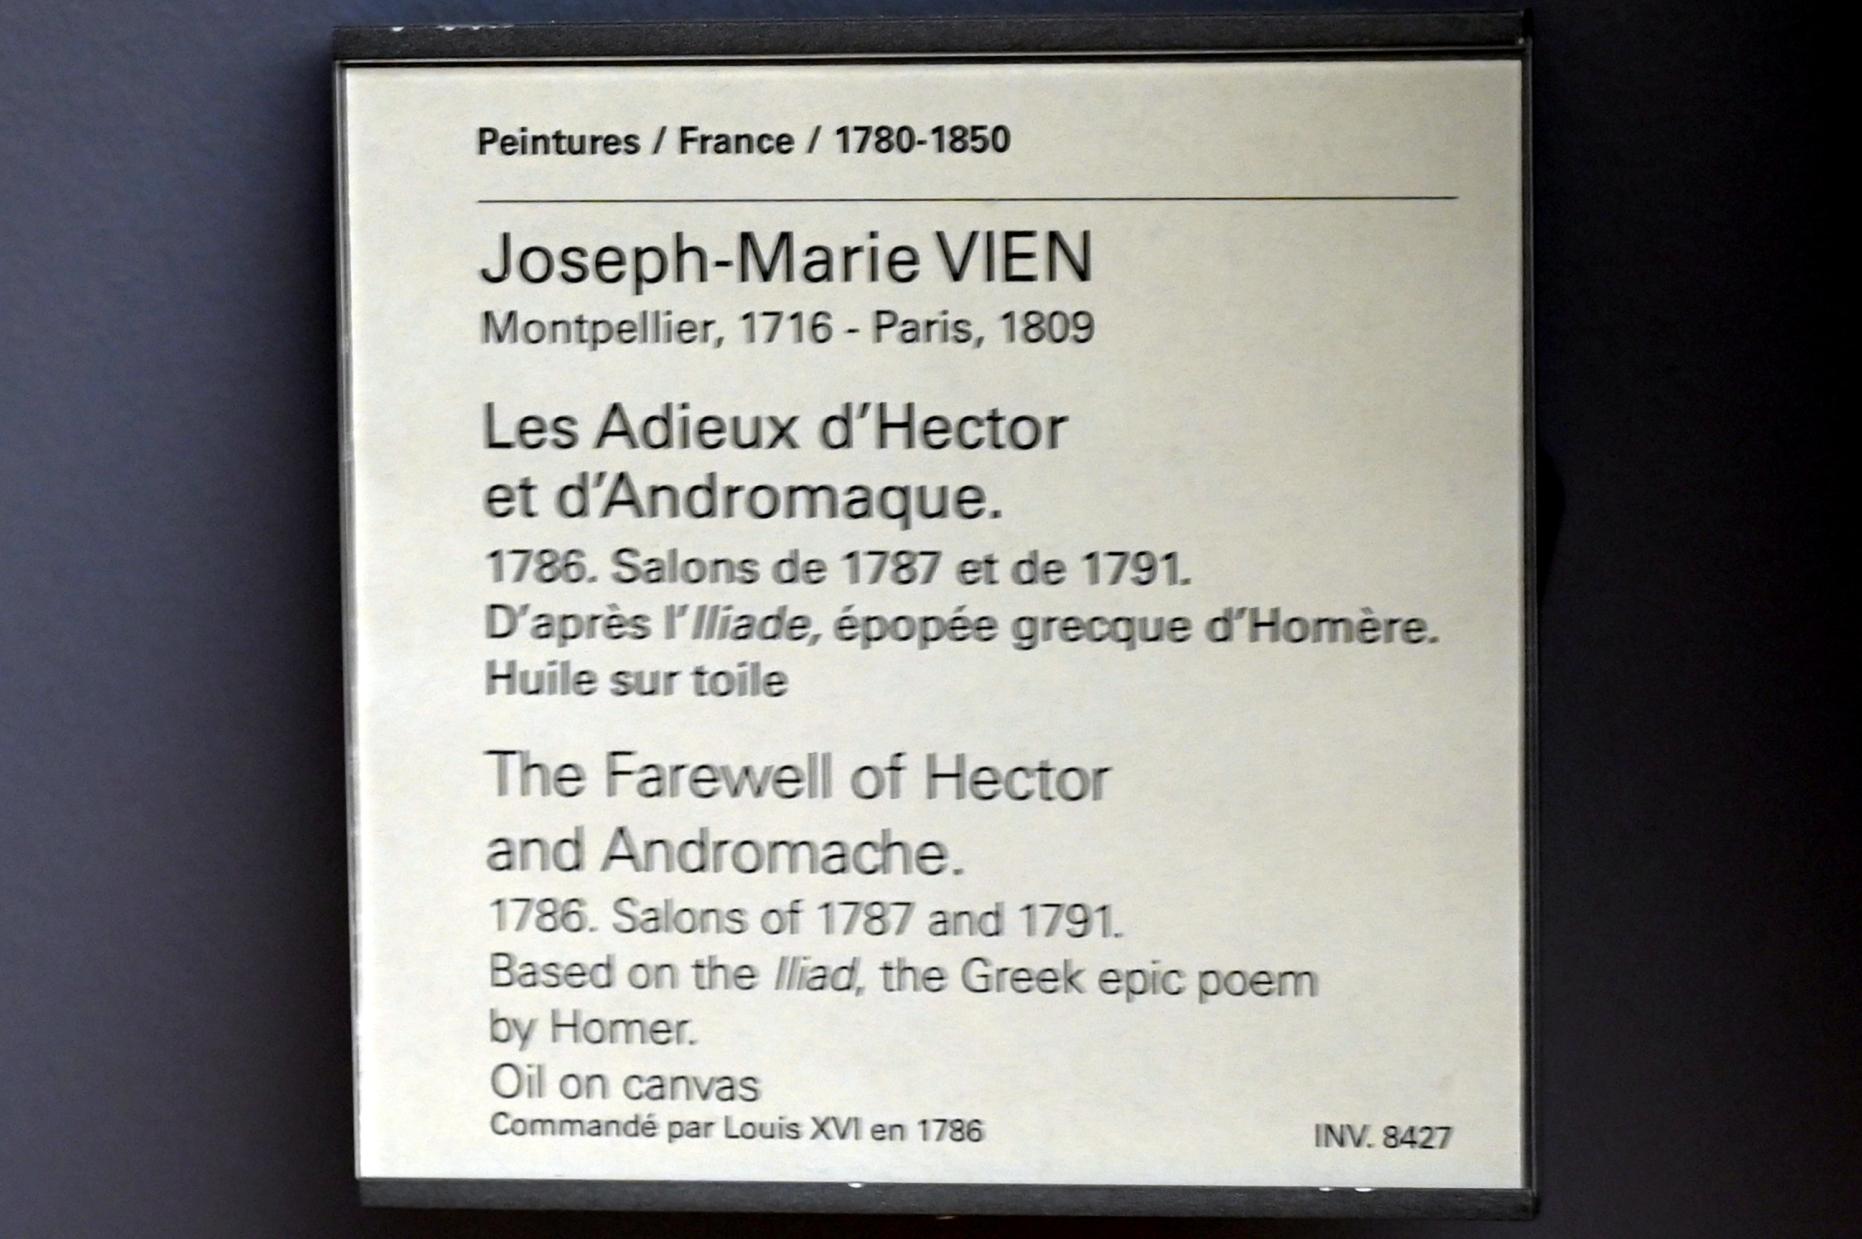 Peintures / France / 1780-1850
Joseph-Marie VIEN
Montpellier, 1716 - Paris, 1809
Les Adieux d'Hector
et d'Andromaque.
1786. Salons de 1787 et de 1791.
D'après l'Iliade, épopée grecque d'Homère.
Huile sur toile
The Farewell of Hector
and Andromache.
1786. Salons of 1787 and 1791.
Based on the Iliad, the Greek epic poem
by Homer.
Oil on canvas
Commandé par Louis XVI en 1786
INV. 8427